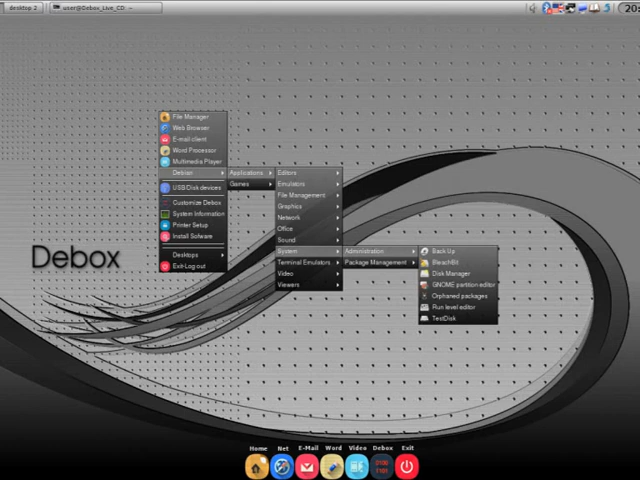 desktop 2
user@Debox_Live_CD: ~
20:
File Manager
Web Browser
E-mail client
Word Processor
Multimedia Player
Debian
USB/Disk devices
Customize Debox
System Information
Printer Setup
Install Sofware
Desktops
Exit-Log out
Applications
Games
Editors
Emulators
File Management
Graphics
Network
Office
Sound
System
Terminal Emulators
Video
Viewers
Administration
Package Management
Back Up
BleachBit
Disk Manager
GNOME partition editor
Orphaned packages
Run level editor
TestDisk
Debox
Home Net E-Mail Word Video Debox Exit